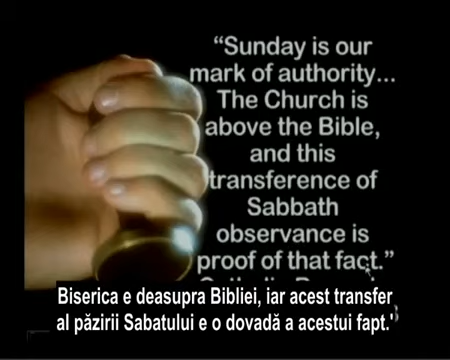 “Sunday is our
mark of authority...
The Church is
above the Bible,
and this
transference of
Sabbath
observance is
proof of that fact.”
Biserica e deasupra Bibliei, iar acest transfer
al păzirii Sabatului e o dovadă a acestui fapt.'